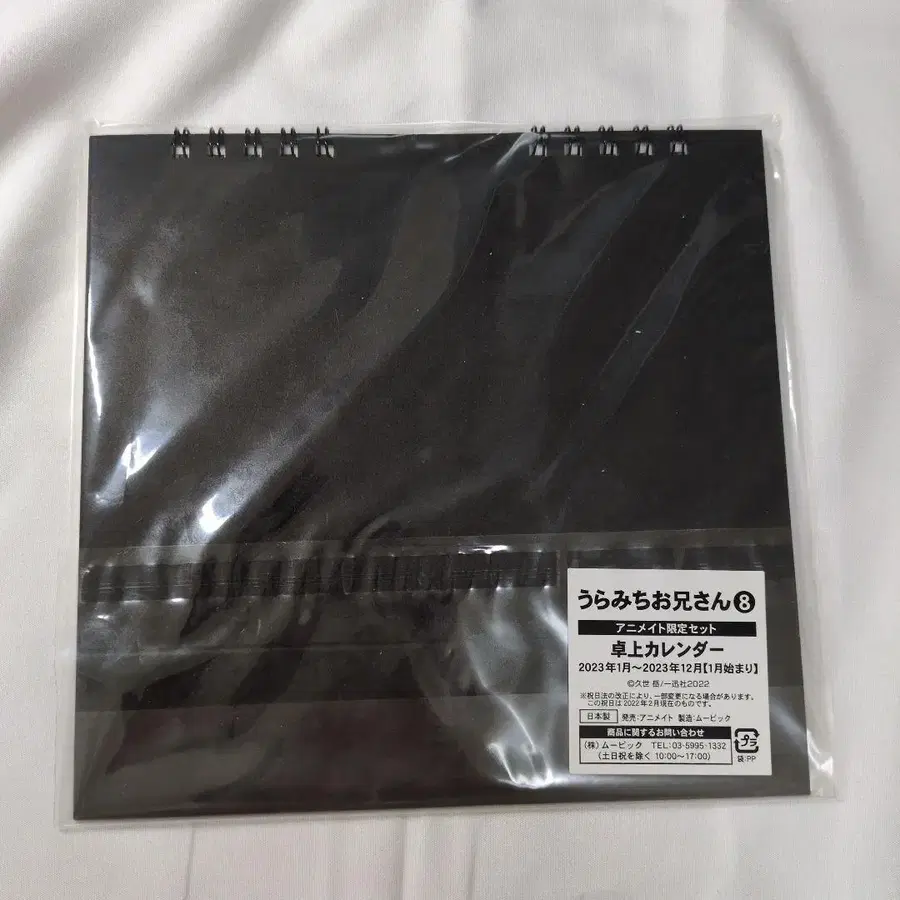 うらみちお兄さん❽
アニメイト限定セット
卓上カレンダー
2023年1月〜2023年12月【1月始まり】
©久世 岳/一迅社2022
※祝日法の改正により、一部変更になる場合があります。
この祝日は2022年2月現在のものです。
日本製 発売:アニメイト 製造:ムービック
商品に関するお問い合わせ
(株)ムービック TEL:03-5995-1332
(土日祝を除く 10:00〜17:00)
プラ
袋:PP